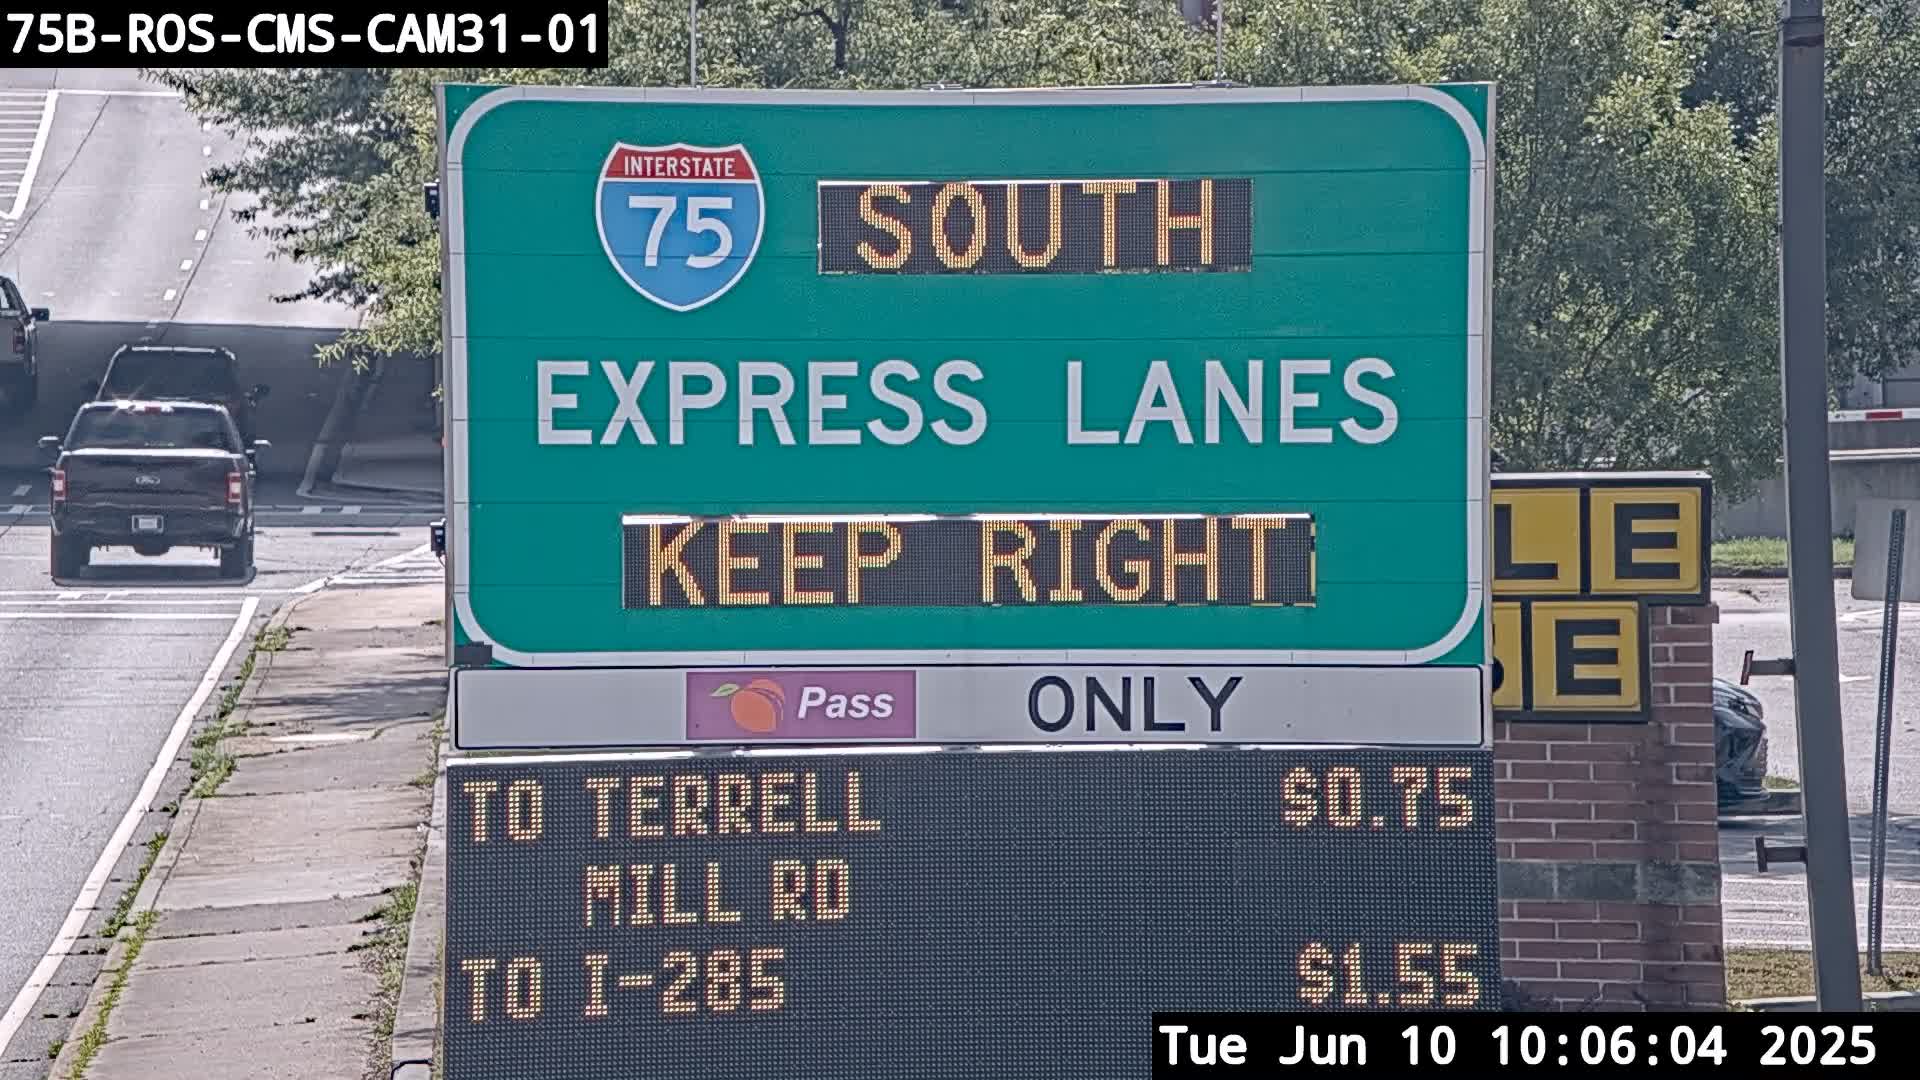 75B-ROS-CMS-CAM31-01
INTERSTATE
75
SOUTH
EXPRESS LANES
KEEP RIGHT
Pass ONLY
TO TERRELL $0.75
MILL RD
TO I-285 $1.55
LE
E
Tue Jun 10 10:06:04 2025